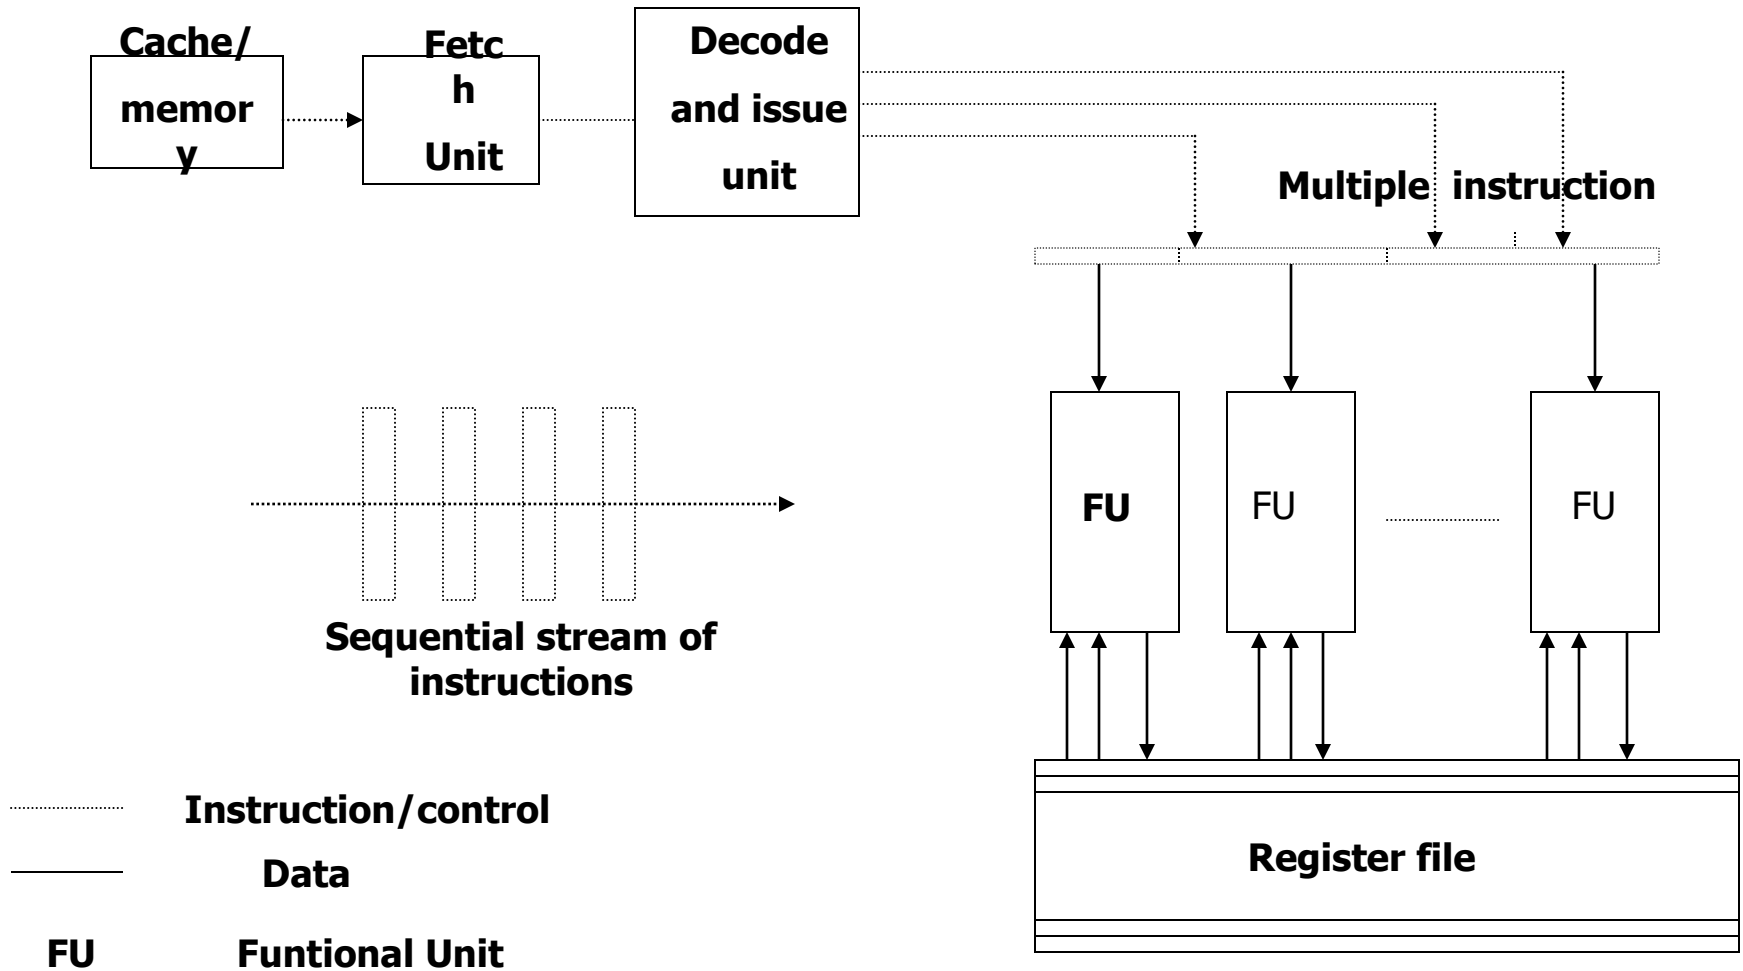 Cache/
memor
y
Fetc
h
Unit
Decode
and issue
unit
Multiple instruction
FU
FU
FU
Sequential stream of
instructions
Instruction/control
Data
FU Funtional Unit
Register file